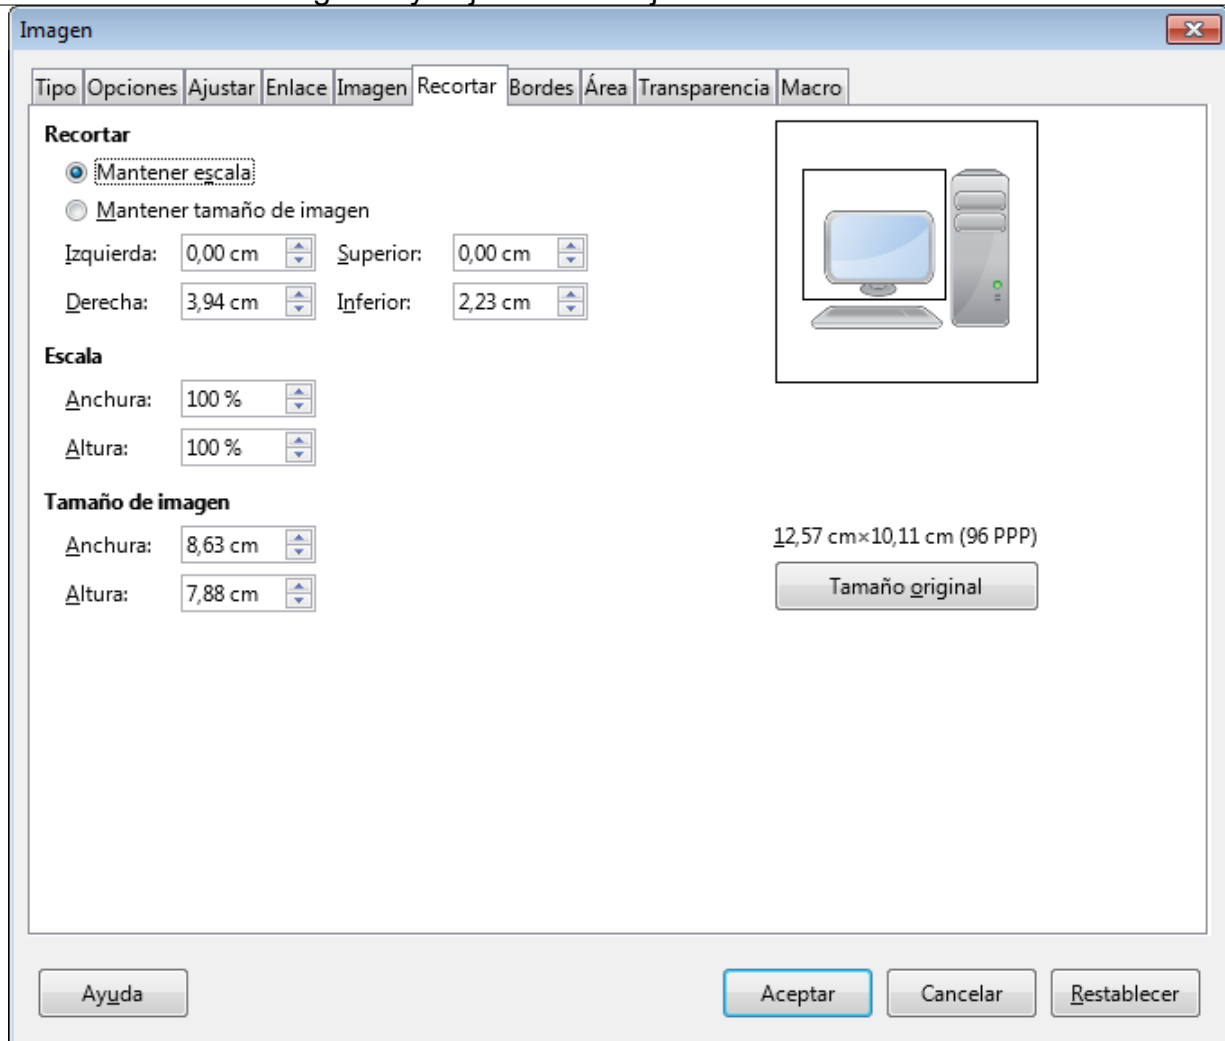 Imagen
Tipo Opciones Ajustar Enlace Imagen Recortar Bordes Área Transparencia Macro
Recortar
Mantener escala
Mantener tamaño de imagen
Izquierda: 0,00 cm Superior: 0,00 cm
Derecha: 3,94 cm Inferior: 2,23 cm
Escala
Anchura: 100 %
Altura: 100 %
Tamaño de imagen
Anchura: 8,63 cm
12,57 cm×10,11 cm (96 PPP)
Altura: 7,88 cm
Tamaño original
Ayuda Aceptar Cancelar Restablecer